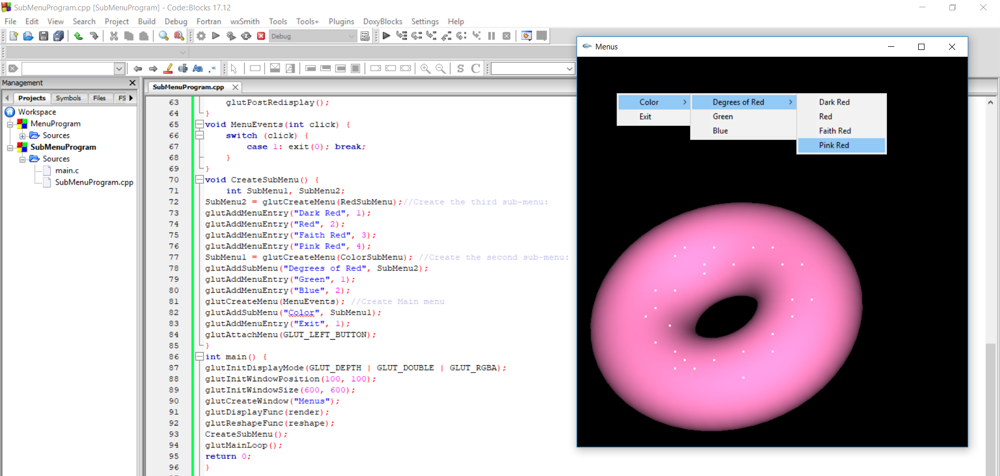 SubMenuProgram.cpp [SubMenuProgram] - Code::Blocks 17.12
File Edit View Search Project Build Debug Fortran wxSmith Tools Tools+ Plugins DoxyBlocks Settings Help
Debug
Management
Projects Symbols Files FS
Workspace
MenuProgram
Sources
SubMenuProgram
Sources
main.c
SubMenuProgram.cpp
SubMenuProgram.cpp
63 glutPostRedisplay();
64 }
65 void MenuEvents(int click) {
66 switch (click) {
67 case 1: exit(0); break;
68 }
69 }
70 void CreateSubMenu() {
71 int SubMenu1, SubMenu2;
72 SubMenu2 = glutCreateMenu(RedSubMenu);//Create the third sub-menu:
73 glutAddMenuEntry("Dark Red", 1);
74 glutAddMenuEntry("Red", 2);
75 glutAddMenuEntry("Faith Red", 3);
76 glutAddMenuEntry("Pink Red", 4);
77 SubMenu1 = glutCreateMenu(ColorSubMenu); //Create the second sub-menu:
78 glutAddSubMenu("Degrees of Red", SubMenu2);
79 glutAddMenuEntry("Green", 1);
80 glutAddMenuEntry("Blue", 2);
81 glutCreateMenu(MenuEvents); //Create Main menu
82 glutAddSubMenu("Color", SubMenu1);
83 glutAddMenuEntry("Exit", 1);
84 glutAttachMenu(GLUT_LEFT_BUTTON);
85 }
86 int main() {
87 glutInitDisplayMode(GLUT_DEPTH | GLUT_DOUBLE | GLUT_RGBA);
88 glutInitWindowPosition(100, 100);
89 glutInitWindowSize(600, 600);
90 glutCreateWindow("Menus");
91 glutDisplayFunc(render);
92 glutReshapeFunc(reshape);
93 CreateSubMenu();
94 glutMainLoop();
95 return 0;
96 }
Menus
Color
Exit
Degrees of Red
Green
Blue
Dark Red
Red
Faith Red
Pink Red